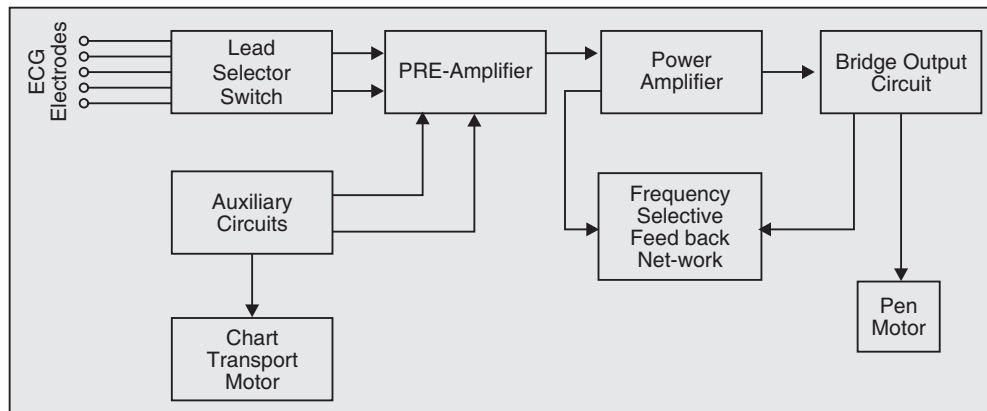 ECG
Electrodes
Lead
Selector
Switch
PRE-Amplifier
Power
Amplifier
Bridge Output
Circuit
Auxiliary
Circuits
Frequency
Selective
Feed back
Net-work
Chart
Transport
Motor
Pen
Motor